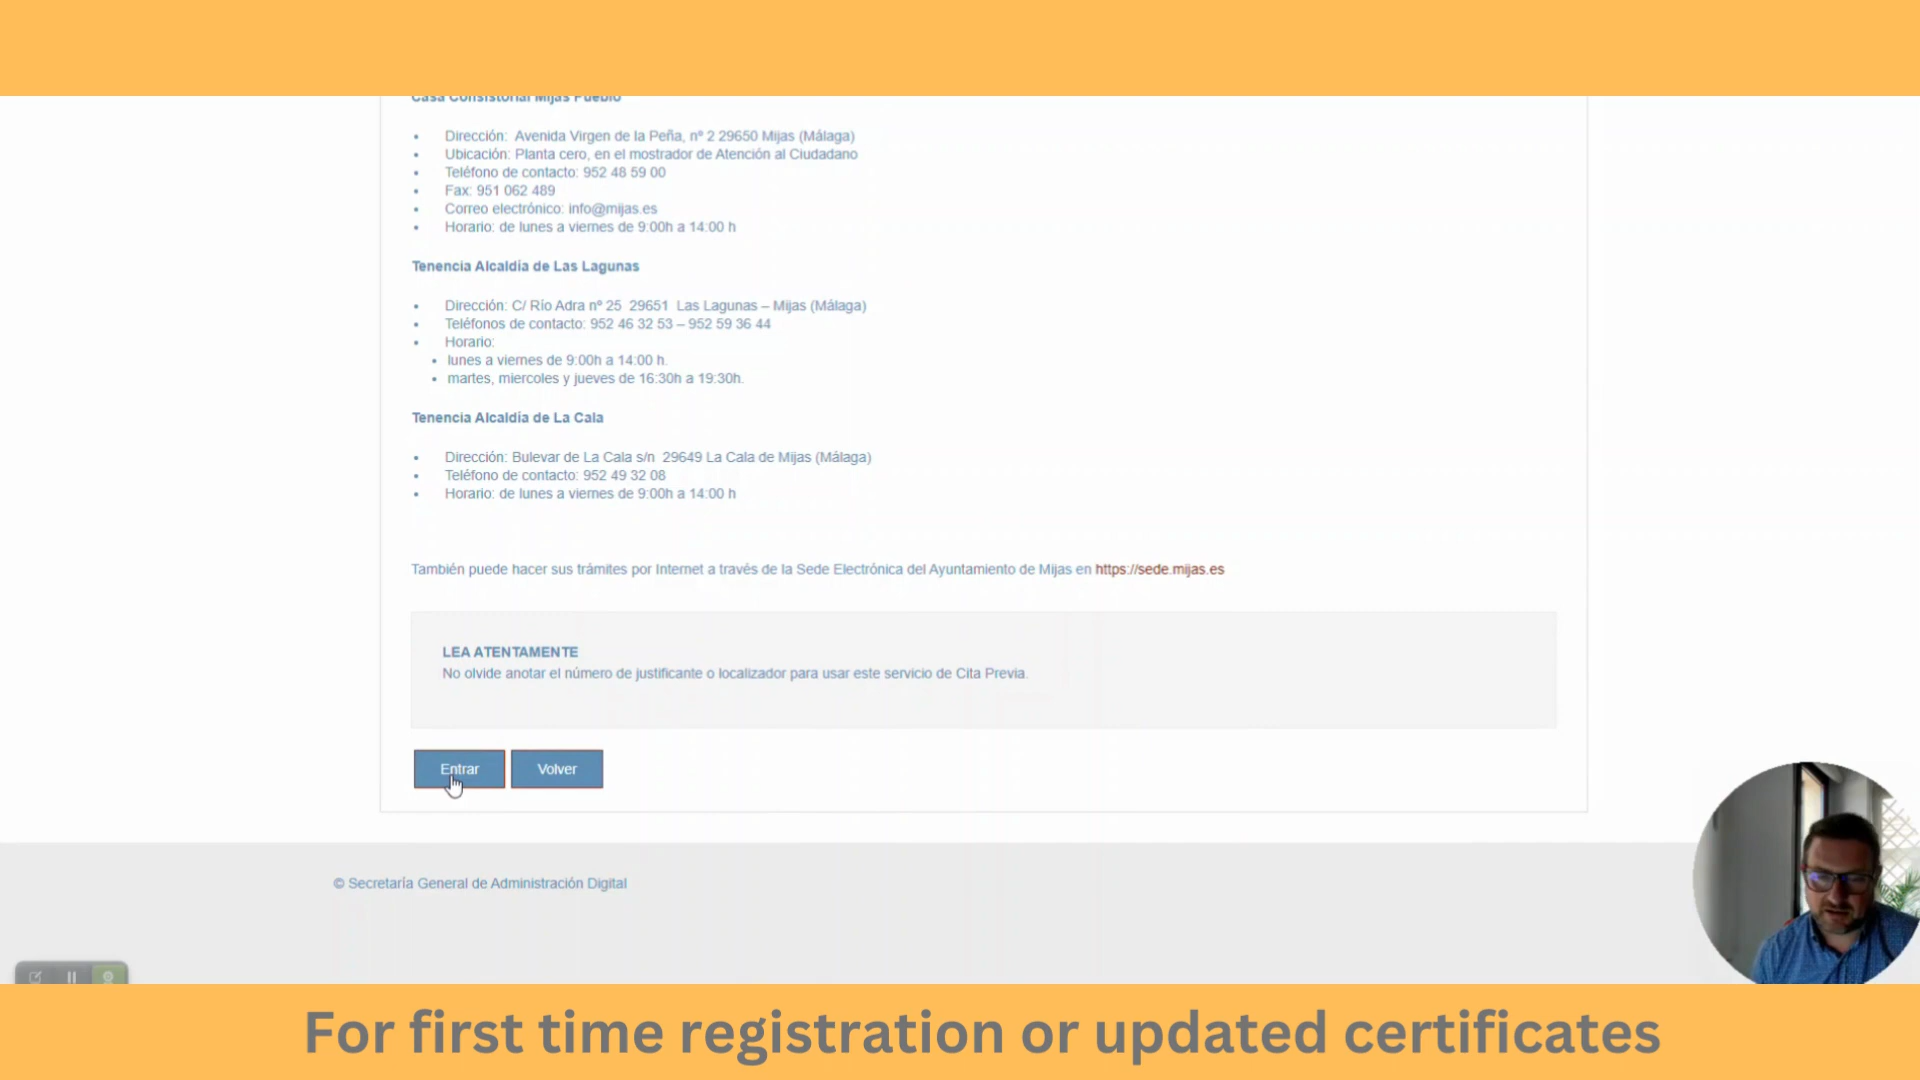 Casa Consistorial Mijas Pueblo
Dirección: Avenida Virgen de la Peña, nº 2 29650 Mijas (Málaga)
Ubicación: Planta cero, en el mostrador de Atención al Ciudadano
Teléfono de contacto: 952 48 59 00
Fax: 951 062 489
Correo electrónico: info@mijas.es
Horario: de lunes a viernes de 9:00h a 14:00 h
Tenencia Alcaldía de Las Lagunas
Dirección: C/ Río Adra nº 25 29651 Las Lagunas – Mijas (Málaga)
Teléfonos de contacto: 952 46 32 53 – 952 59 36 44
Horario:
lunes a viernes de 9:00h a 14:00 h.
martes, miercoles y jueves de 16:30h a 19:30h.
Tenencia Alcaldía de La Cala
Dirección: Bulevar de La Cala s/n 29649 La Cala de Mijas (Málaga)
Teléfono de contacto: 952 49 32 08
Horario: de lunes a viernes de 9:00h a 14:00 h
También puede hacer sus trámites por Internet a través de la Sede Electrónica del Ayuntamiento de Mijas en https://sede.mijas.es
LEA ATENTAMENTE
No olvide anotar el número de justificante o localizador para usar este servicio de Cita Previa.
Entrar Volver
© Secretaría General de Administración Digital
For first time registration or updated certificates